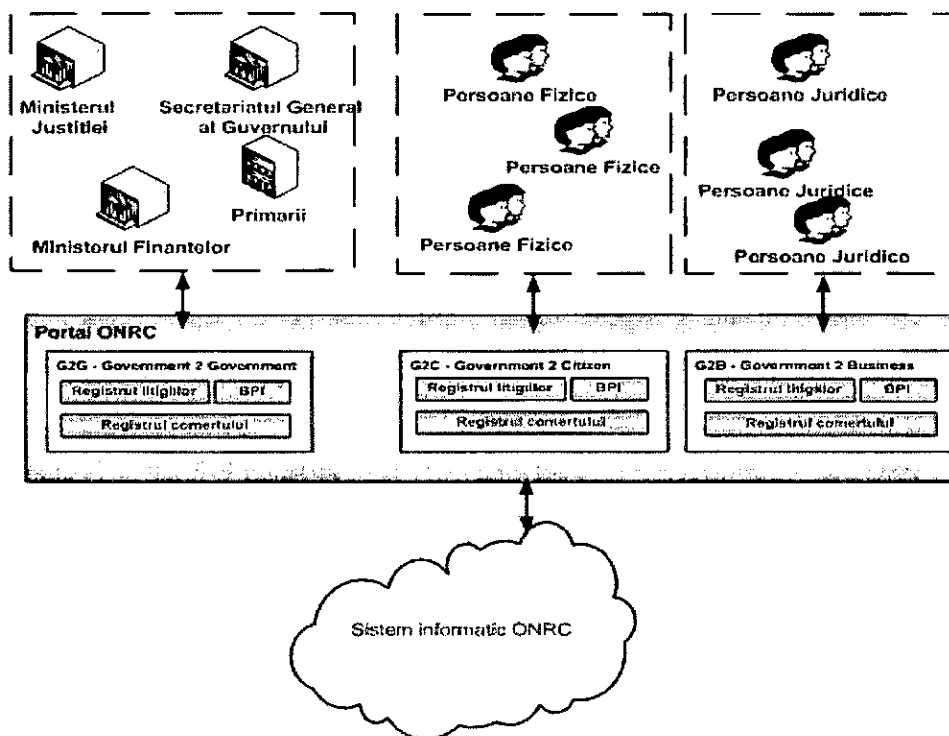 Ministerul
Justitiei
Secretarintul General
al Guvernului
Primarii
Ministerul Finantelor
Persoane Fizice
Persoane Fizice
Persoane Fizice
Persoane Juridice
Persoane Juridice
Persoane Juridice
Portal ONRC
G2G - Government 2 Government
Registrul litigiilor
BPI
Registrul comertului
G2C - Government 2 Citizen
Registrul litigiilor
BPI
Registrul comertului
G2B - Government 2 Business
Registrul litigiilor
BPI
Registrul comertului
Sistem informatic ONRC